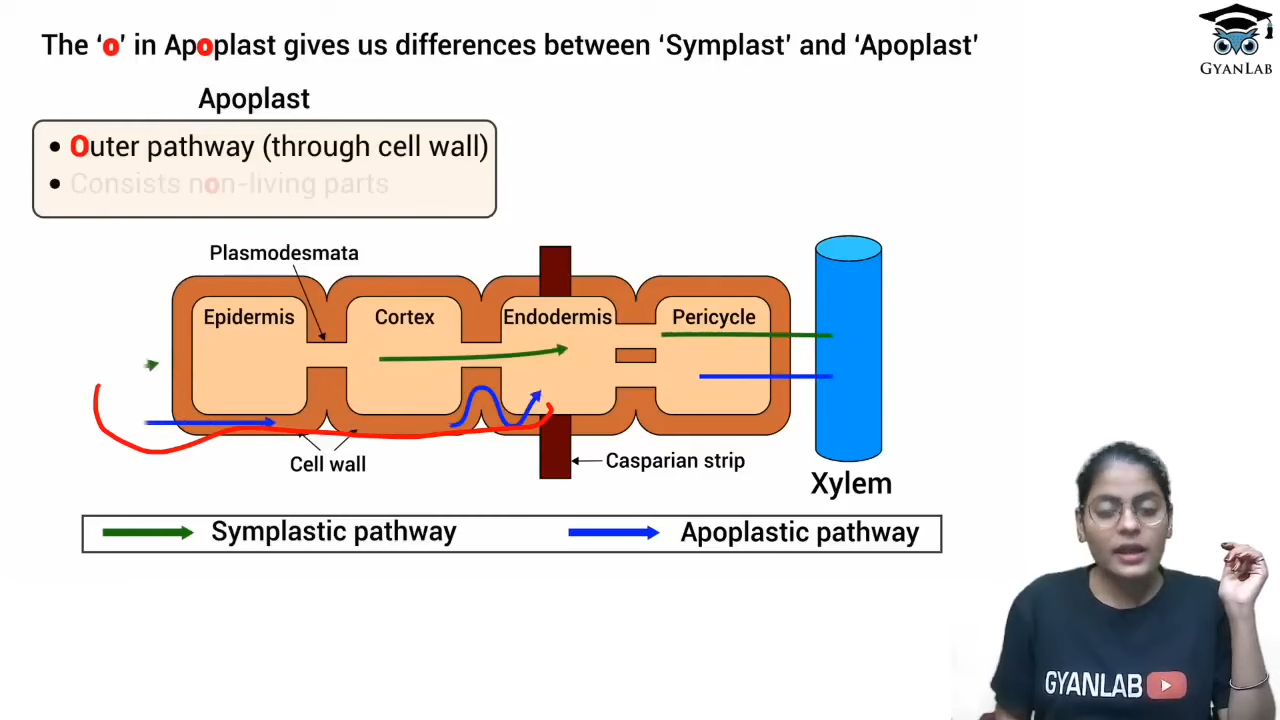 The ‘o’ in Apoplast gives us differences between ‘Symplast’ and ‘Apoplast’
GYANLAB
Apoplast
• Outer pathway (through cell wall)
• Consists non-living parts
Plasmodesmata
Epidermis
Cortex
Endodermis
Pericycle
Cell wall
Casparian strip
Xylem
Symplastic pathway
Apoplastic pathway
GYANLAB